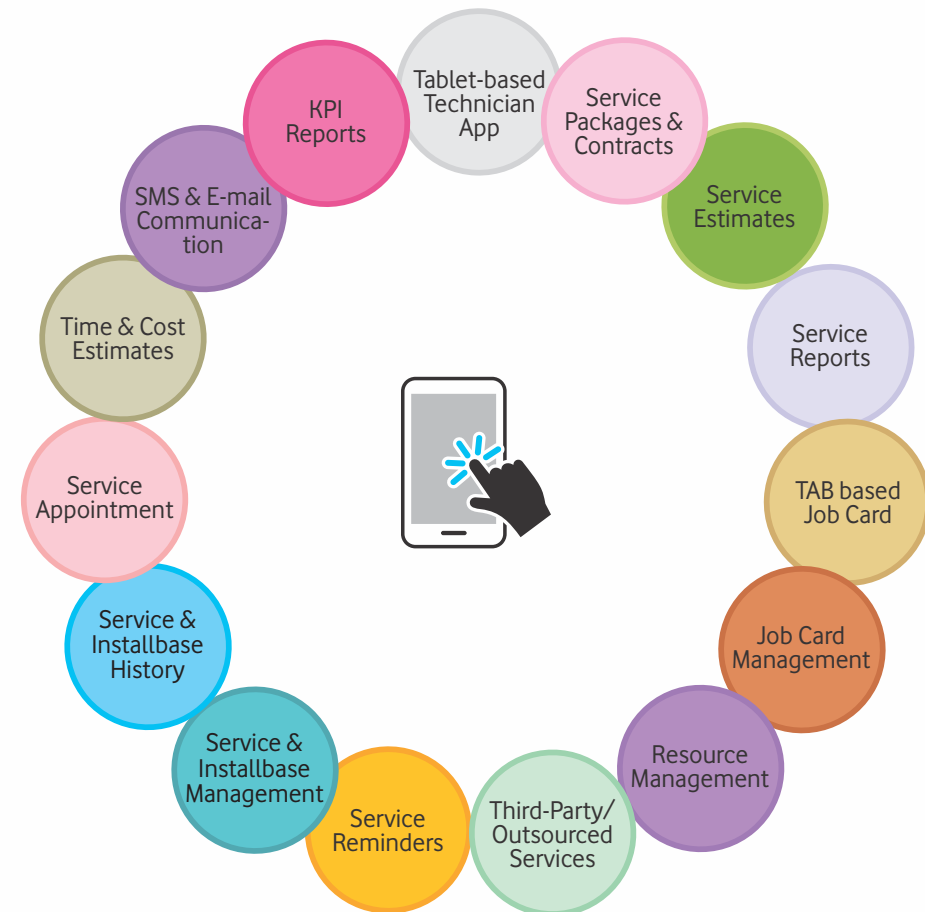 Tablet-based
Technician
App
Service
Packages &
Contracts
Service
Estimates
Service
Reports
TAB based
Job Card
Job Card
Management
Resource
Management
Third-Party/
Outsourced
Services
Service
Reminders
Service &
Installbase
Management
Service &
Installbase
History
Service
Appointment
Time & Cost
Estimates
SMS & E-mail
Communica-
tion
KPI
Reports